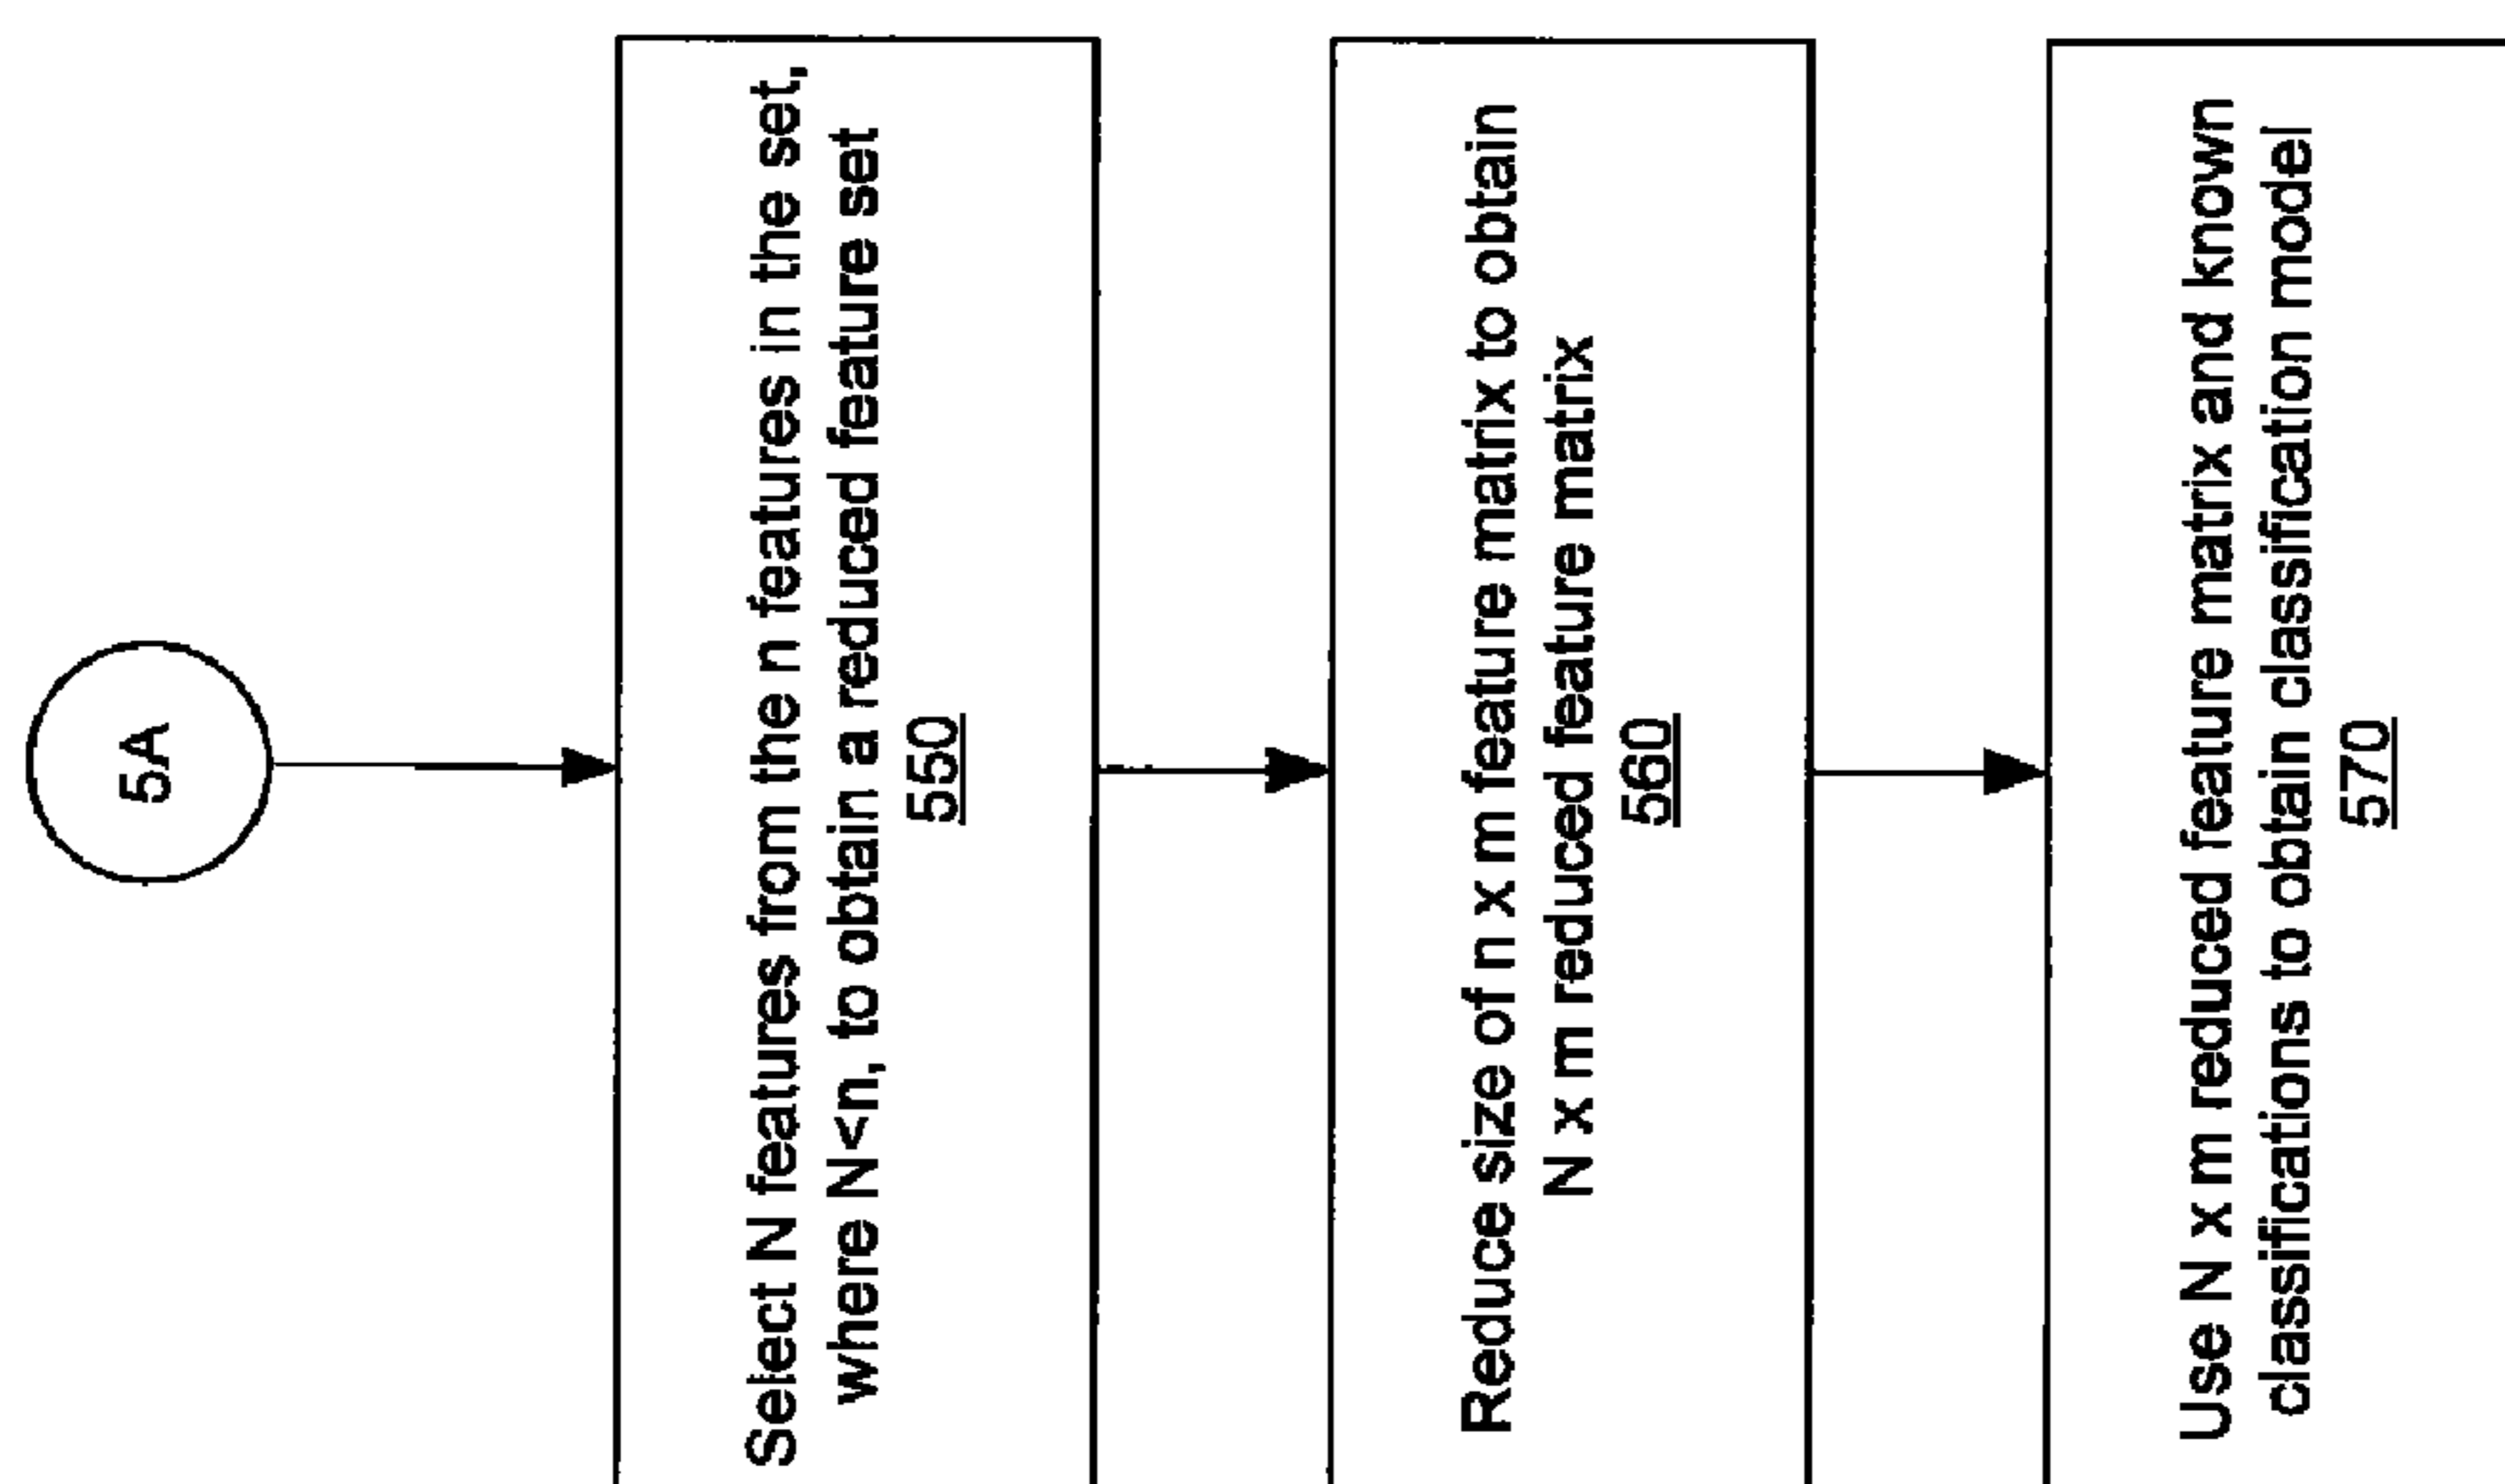 5A
Select N features from the n features in the set,
where N<n, to obtain a reduced feature set
550
Reduce size of n x m feature matrix to obtain
N x m reduced feature matrix
560
Use N x m reduced feature matrix and known
classifications to obtain classification model
570